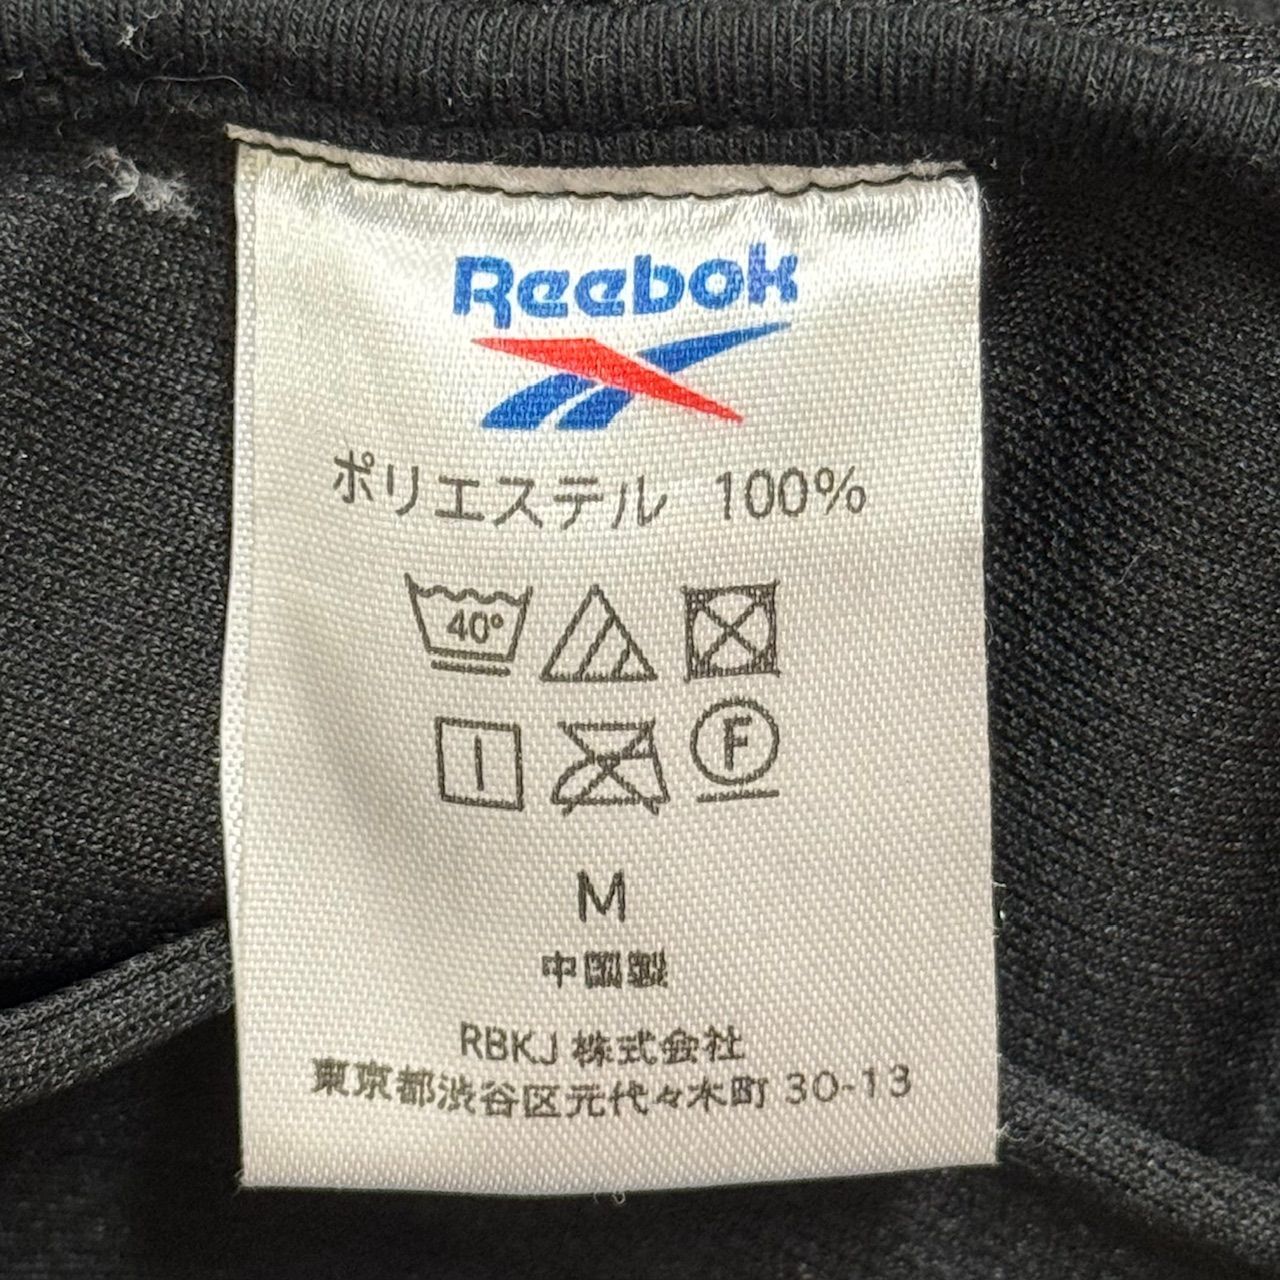 Reebok
ポリエステル 100%
40°
F
M
中国製
RBKJ 株式会社
東京都渋谷区元代々木町 30-13